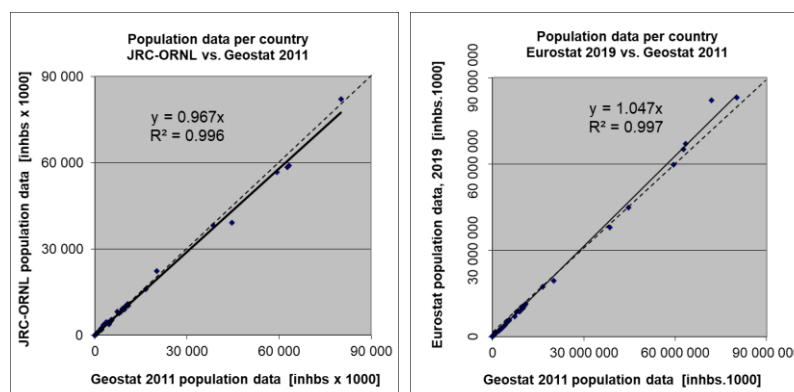 Population data per country
JRC-ORNL vs. Geostat 2011
JRC-ORNL population data [inhbs x 1000]
90 000
60 000
30 000
0
y = 0.967x
R² = 0.996
0 30 000 60 000 90 000
Geostat 2011 population data [inhbs x 1000]
Population data per country
Eurostat 2019 vs. Geostat 2011
Eurostat population data, 2019 [inhbs.1000]
90 000 000
60 000 000
30 000 000
0
y = 1.047x
R² = 0.997
0 30 000 000 60 000 000 90 000 000
Geostat 2011 population data [inhbs.1000]